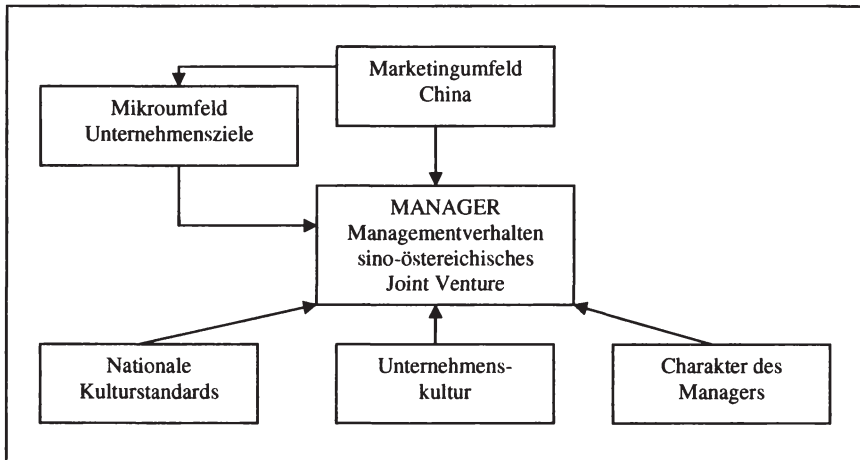 Marketingumfeld
China
Mikroumfeld
Unternehmensziele
MANAGER
Managementverhalten
sino-östereichisches
Joint Venture
Nationale
Kulturstandards
Unternehmens-
kultur
Charakter des
Managers